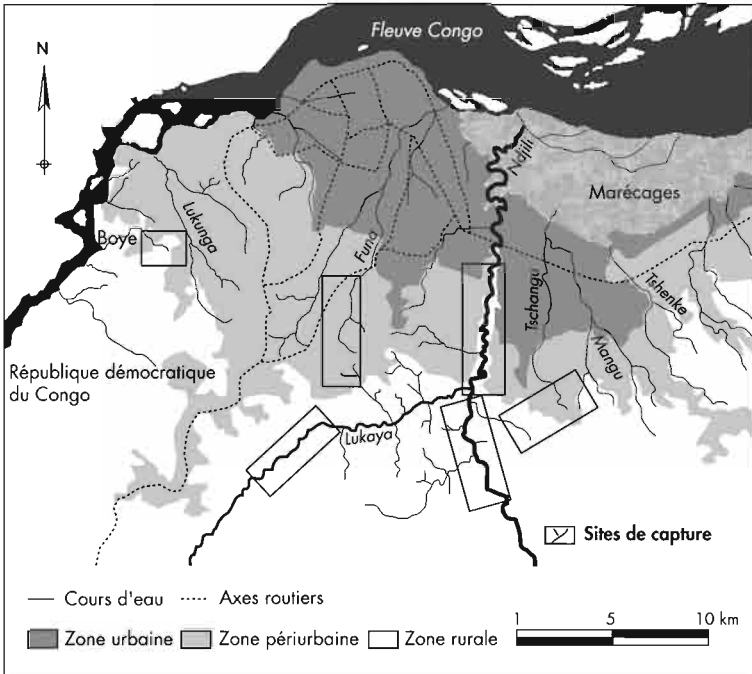 Fleuve Congo
N
Ndjili
Marécages
Lukunga
Boye
Funa
Tschangu
Tshenke
Mangu
République démocratique
du Congo
Lukaya
Sites de capture
Cours d'eau
Axes routiers
1 5 10 km
Zone urbaine
Zone périurbaine
Zone rurale